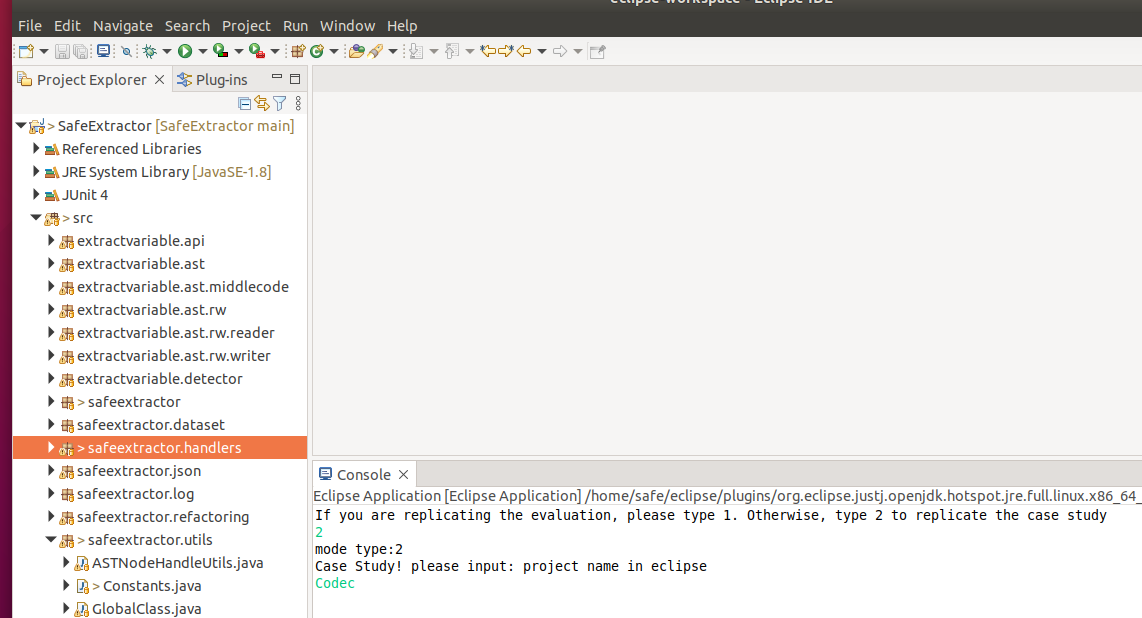 eclipse-workspace - Eclipse IDE
File Edit Navigate Search Project Run Window Help
Project Explorer Plug-ins
> SafeExtractor [SafeExtractor main]
Referenced Libraries
JRE System Library [JavaSE-1.8]
JUnit 4
> src
extractvariable.api
extractvariable.ast
extractvariable.ast.middlecode
extractvariable.ast.rw
extractvariable.ast.rw.reader
extractvariable.ast.rw.writer
extractvariable.detector
> safeextractor
safeextractor.dataset
> safeextractor.handlers
safeextractor.json
safeextractor.log
safeextractor.refactoring
> safeextractor.utils
ASTNodeHandleUtils.java
> Constants.java
GlobalClass.java
Console
Eclipse Application [Eclipse Application] /home/safe/eclipse/plugins/org.eclipse.justj.openjdk.hotspot.jre.full.linux.x86_64_
If you are replicating the evaluation, please type 1. Otherwise, type 2 to replicate the case study
2
mode type:2
Case Study! please input: project name in eclipse
Codec